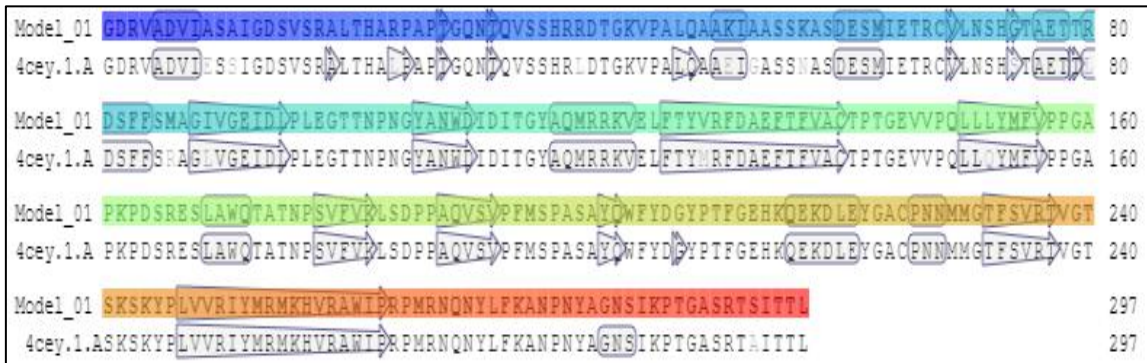 Model_01 GDRVADVIASAIGDSVSRALTHARPAPTGQNTQVSSHRRDTGKVPALQAAKIAASSKASDESMIETRCVLNSHGTAETTR 80
4cey.1.A GDRVADVIESSIGDSVSRALTHALPAPTGQNTQVSSHRLDTGKVPALQAAEIGASSNASDESMIETRCVLNSHSTAETTL 80
Model_01 DSFFSMAGIVGEIDLPLEGTTNPNGYANWDIDITGYAQMRRKVELFTYVRFDAEFTFVACTPTGEVVPQLLLYMFVPPGA 160
4cey.1.A DSFFSRAGLVGEIDLPLEGTTNPNGYANWDIDITGYAQMRRKVELFTYMRFDAEFTFVACTPTGEVVPQLLQYMFVPPGA 160
Model_01 PKPDSRESLAWQTATNPSVFVKLSDPPAQVSVPFMSPASAYQWFYDGYPTFGEHKQEKDLEYGACPNNMMGTFSVRTVGT 240
4cey.1.A PKPDSRESLAWQTATNPSVFVKLSDPPAQVSVPFMSPASAYQWFYDGYPTFGEHKQEKDLEYGACPNNMMGTFSVRTVGT 240
Model_01 SKSKYPLVVRIYMRMKHVRAWIPRPMRNQNYLFKANPNYAGNSIKPTGASRTSITTL 297
4cey.1.A SKSKYPLVVRIYMRMKHVRAWIPRPMRNQNYLFKANPNYAGNSIKPTGASRTAITTL 297